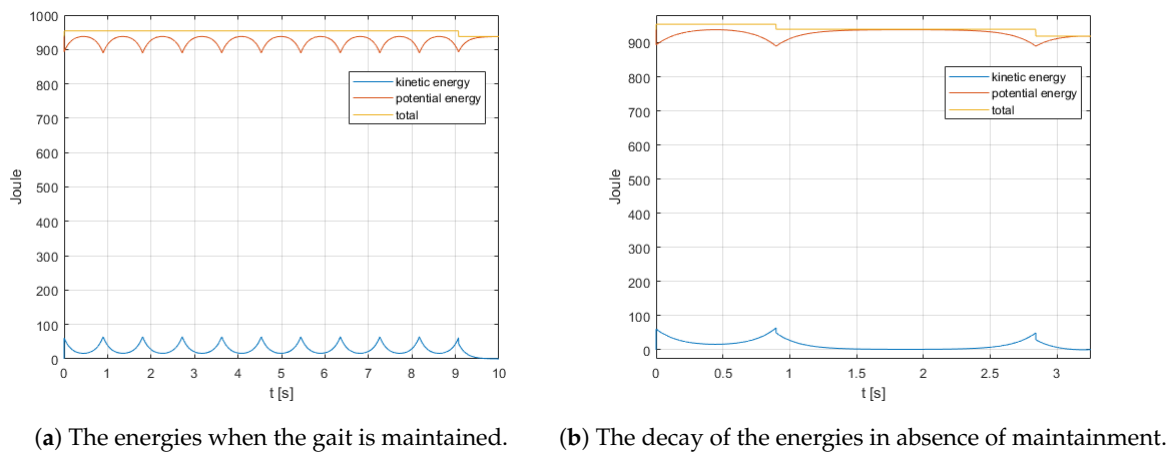 1000
900
800
700
600
500
400
300
200
100
0
Joule
0 1 2 3 4 5 6 7 8 9 10
t [s]
kinetic energy
potential energy
total
900
800
700
600
500
400
300
200
100
0
Joule
0 0.5 1 1.5 2 2.5 3
t [s]
kinetic energy
potential energy
total
(a) The energies when the gait is maintained.
(b) The decay of the energies in absence of maintainment.